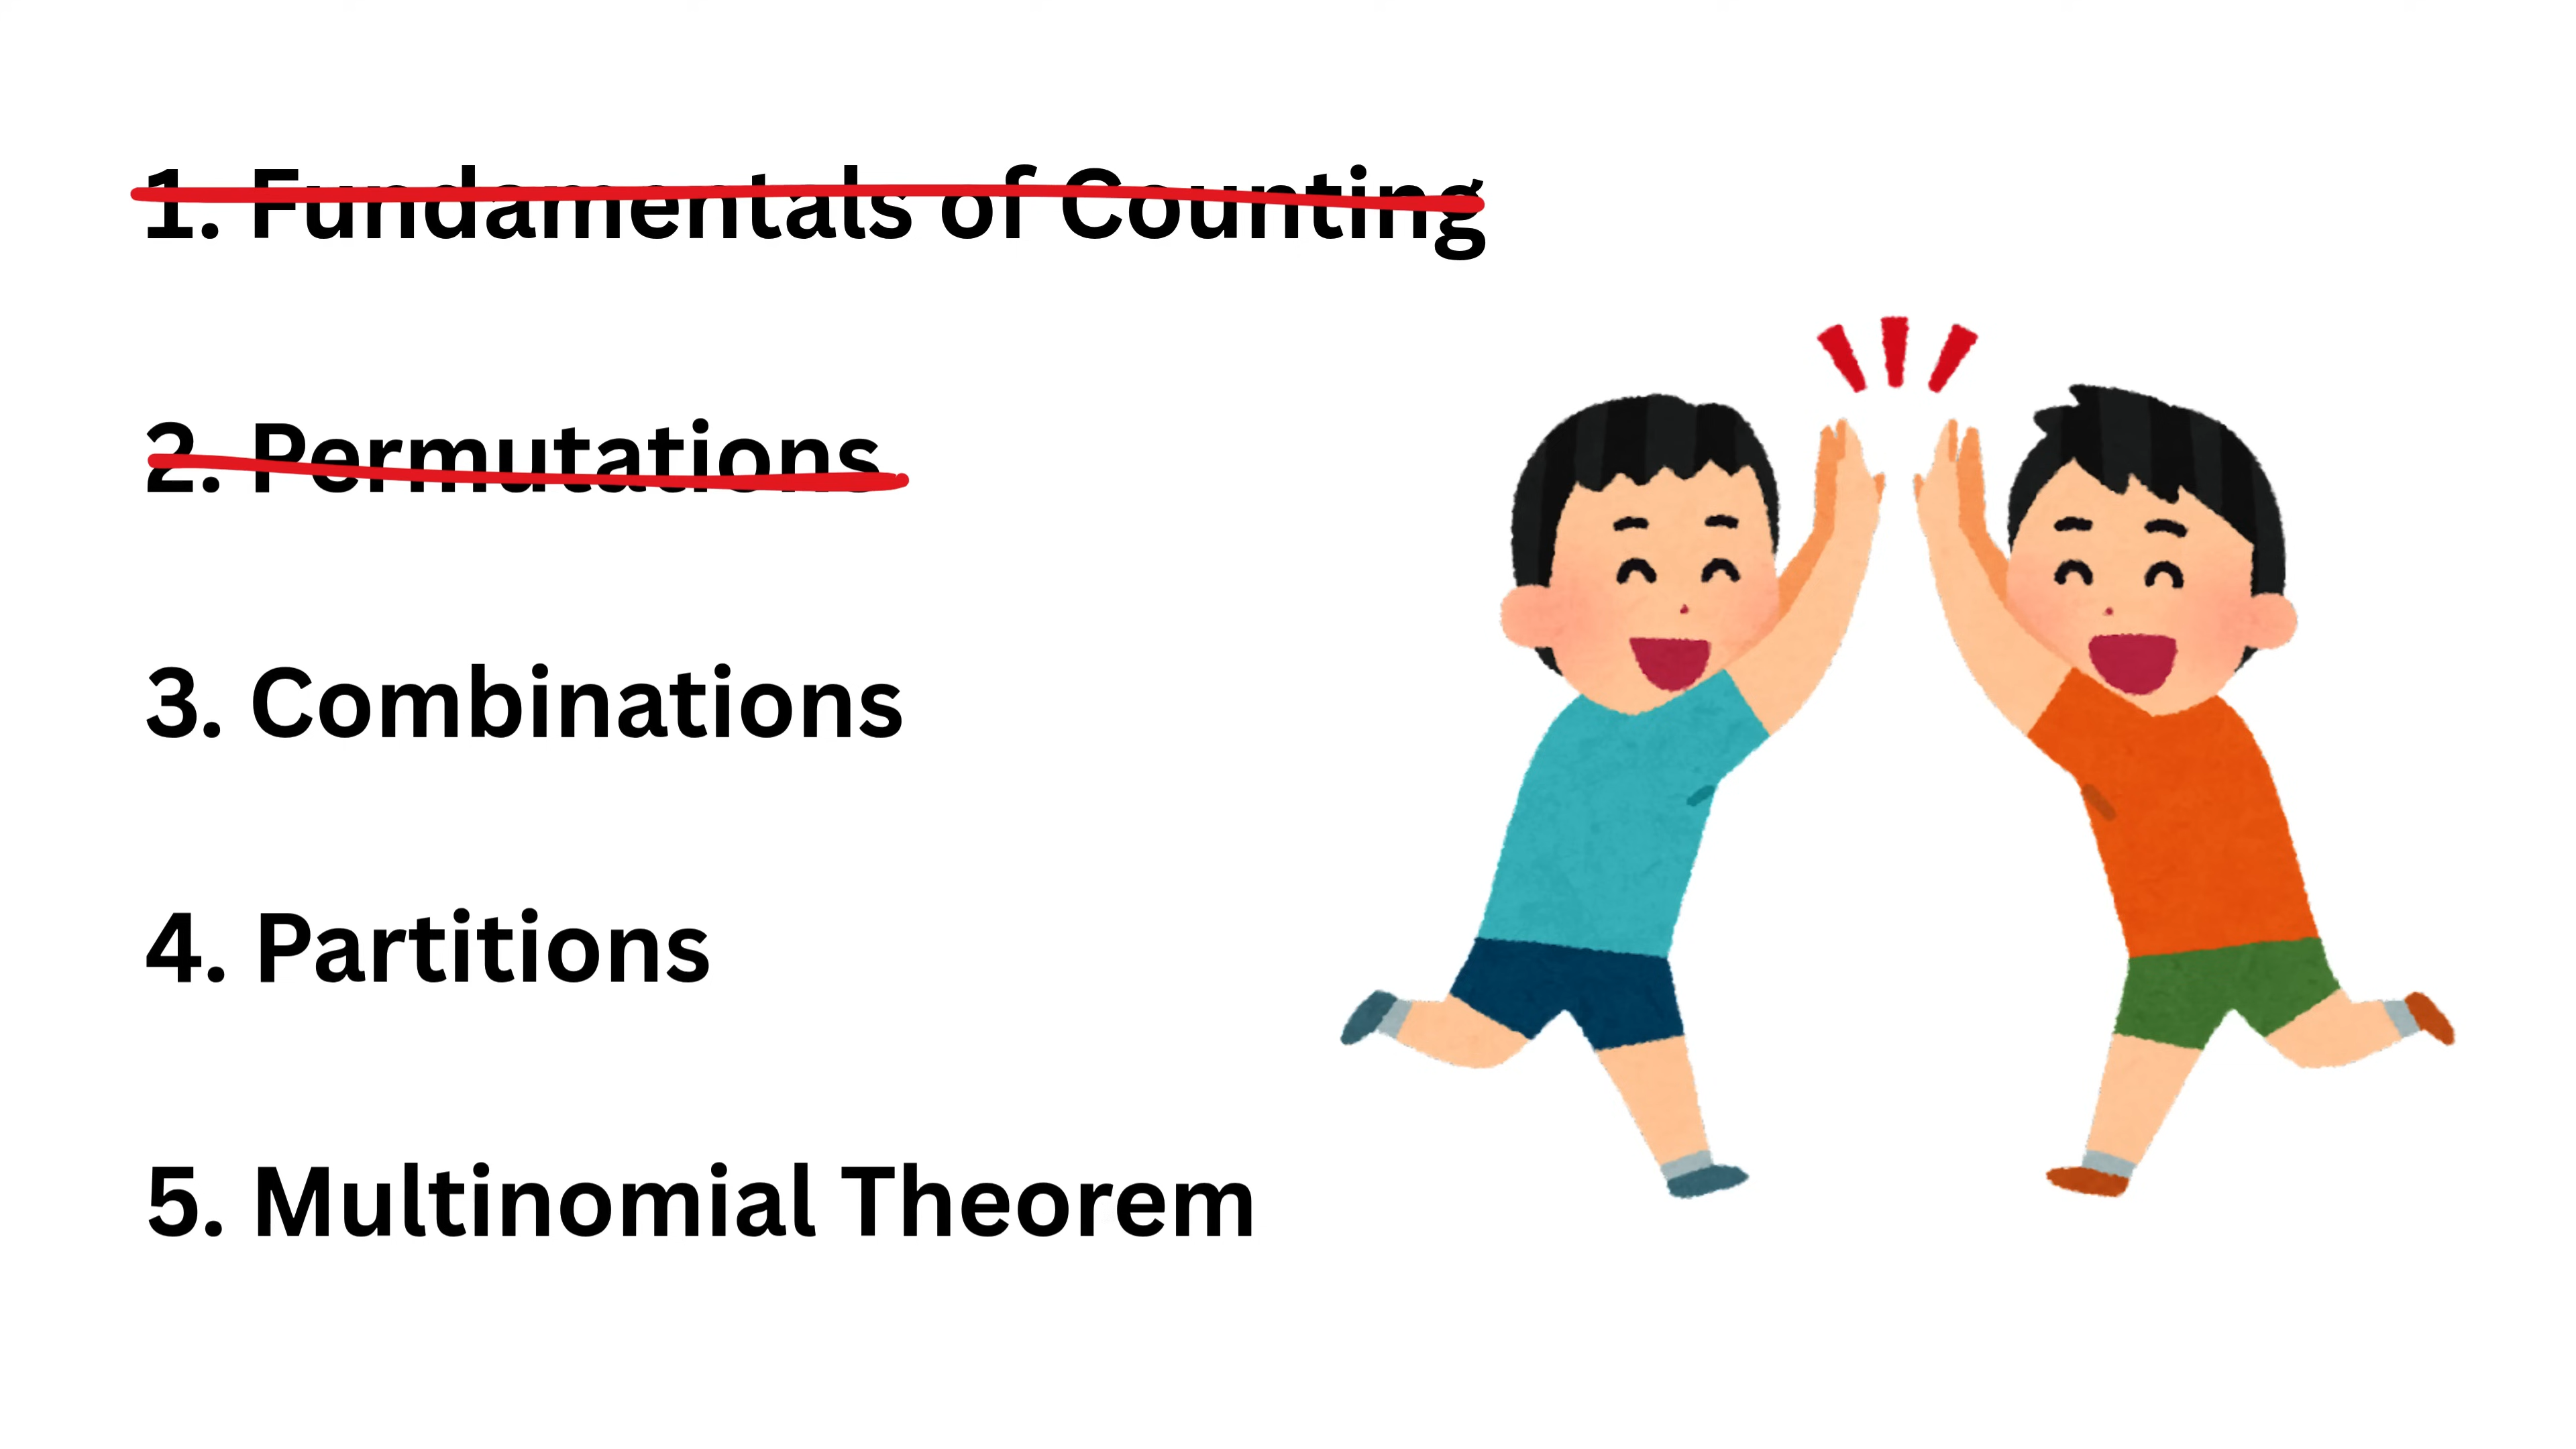 1. Fundamentals of Counting
2. Permutations
3. Combinations
4. Partitions
5. Multinomial Theorem